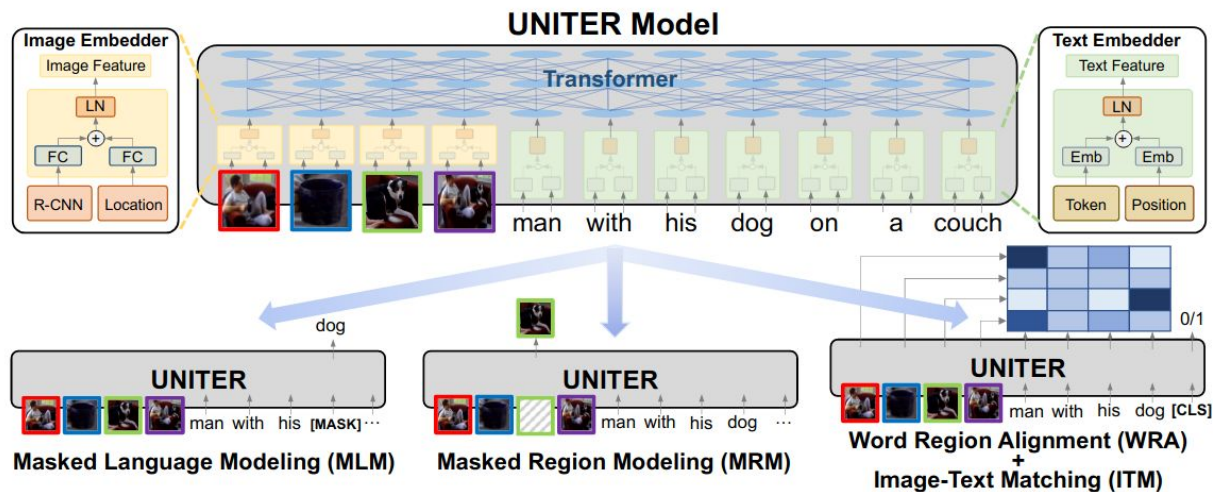 UNITER Model
Image Embedder
Image Feature
LN
+
FC FC
R-CNN Location
Transformer
man with his dog on a couch
Text Embedder
Text Feature
LN
+
Emb Emb
Token Position
dog
UNITER
man with his [MASK] ...
Masked Language Modeling (MLM)
UNITER
man with his dog ...
Masked Region Modeling (MRM)
0/1
UNITER
man with his dog [CLS]
Word Region Alignment (WRA)
+
Image-Text Matching (ITM)